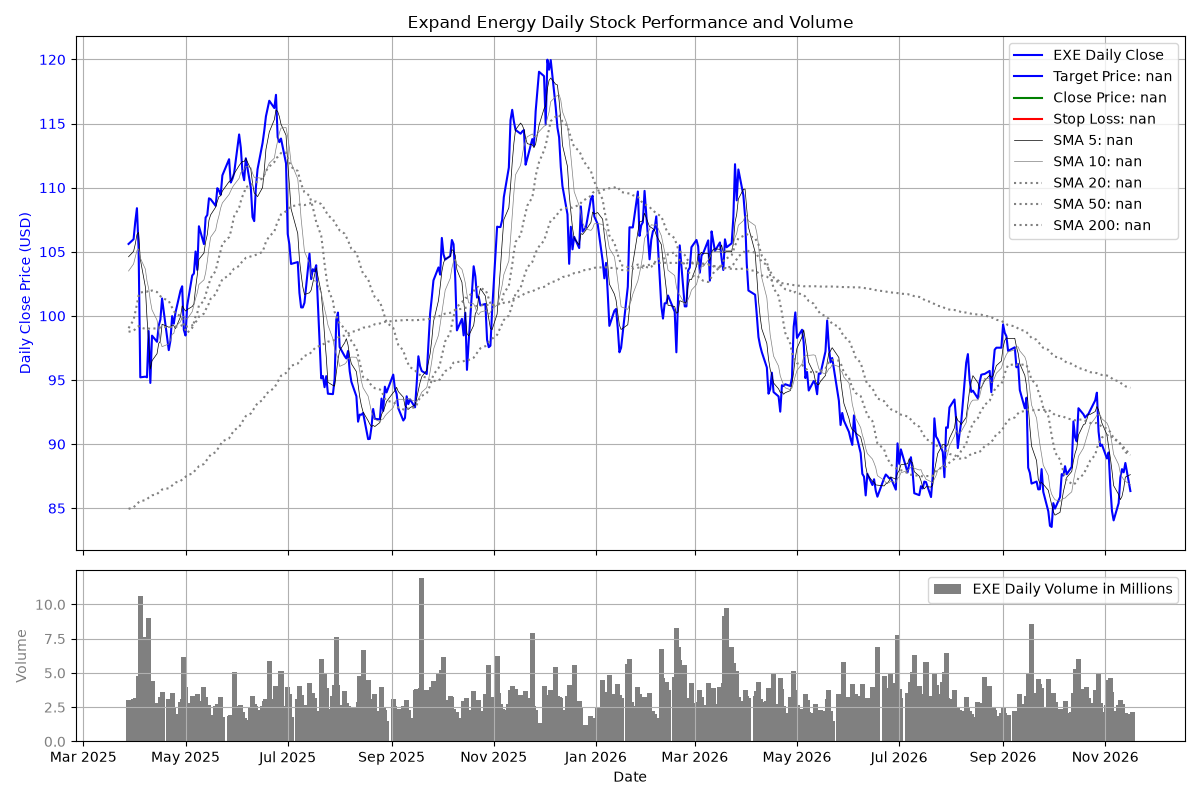 Expand Energy Daily Stock Performance and Volume
Daily Close Price (USD)
120
115
110
105
100
95
90
85
EXE Daily Close
Target Price: nan
Close Price: nan
Stop Loss: nan
SMA 5: nan
SMA 10: nan
SMA 20: nan
SMA 50: nan
SMA 200: nan
Volume
10.0
7.5
5.0
2.5
0.0
EXE Daily Volume in Millions
Mar 2025 May 2025 Jul 2025 Sep 2025 Nov 2025 Jan 2026 Mar 2026 May 2026 Jul 2026 Sep 2026 Nov 2026
Date